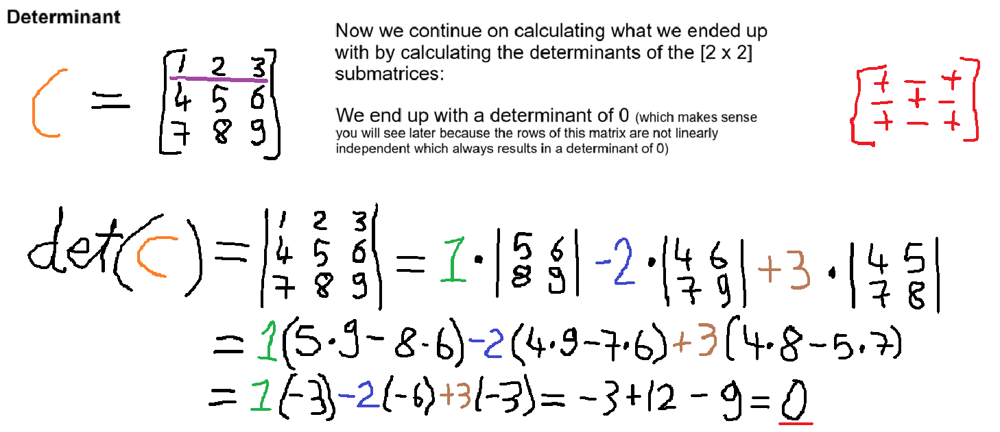 Determinant
Now we continue on calculating what we ended up
with by calculating the determinants of the [2 x 2]
submatrices:
We end up with a determinant of 0 (which makes sense
you will see later because the rows of this matrix are not linearly
independent which always results in a determinant of 0)
C = [1 2 3
4 5 6
7 8 9]
[+ − +
− + −
+ − +]
det(C) = |1 2 3
4 5 6
7 8 9| = 1·|5 6
8 9| -2·|4 6
7 9| +3·|4 5
7 8|
= 1(5·9-8·6)-2(4·9-7·6)+3(4·8-5·7)
= 1(-3)-2(-6)+3(-3)= -3+12-9=0